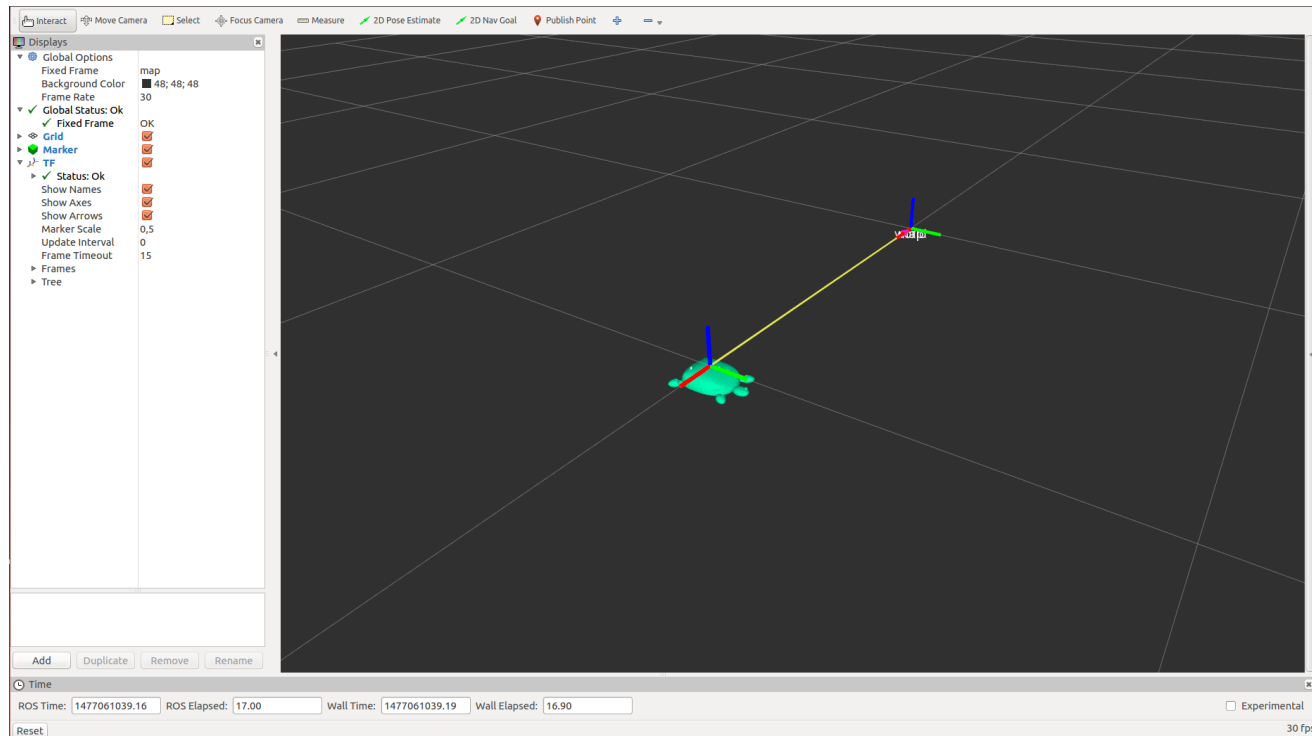 Interact Move Camera Select Focus Camera Measure 2D Pose Estimate 2D Nav Goal Publish Point
Displays
Global Options
Fixed Frame map
Background Color 48; 48; 48
Frame Rate 30
Global Status: Ok
Fixed Frame OK
Grid
Marker
TF
Status: Ok
Show Names
Show Axes
Show Arrows
Marker Scale 0,5
Update Interval 0
Frame Timeout 15
Frames
Tree
Add Duplicate Remove Rename
Time
ROS Time: 1477061039.16 ROS Elapsed: 17.00 Wall Time: 1477061039.19 Wall Elapsed: 16.90 Experimental
Reset 30 fps